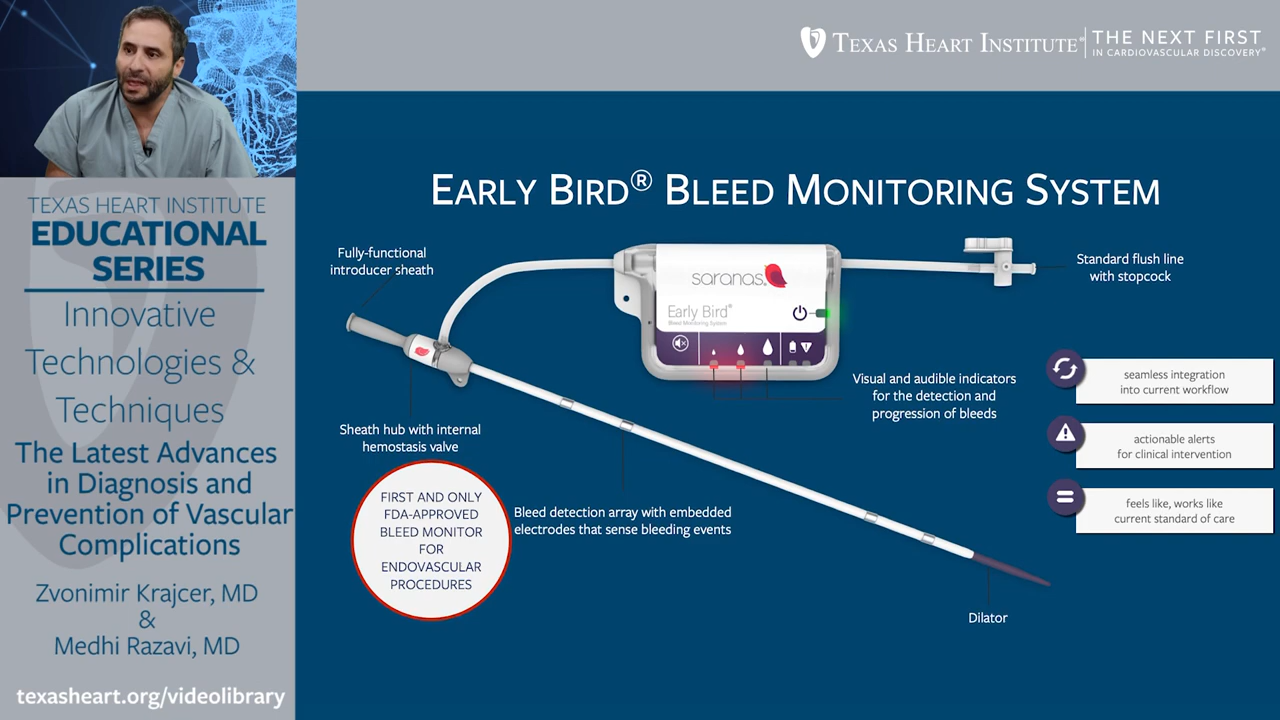 TEXAS HEART INSTITUTE®
THE NEXT FIRST
IN CARDIOVASCULAR DISCOVERY®
TEXAS HEART INSTITUTE
EDUCATIONAL
SERIES
Innovative
Technologies &
Techniques
The Latest Advances
in Diagnosis and
Prevention of Vascular
Complications
Zvonimir Krajcer, MD
&
Medhi Razavi, MD
texasheart.org/videolibrary
EARLY BIRD® BLEED MONITORING SYSTEM
Fully-functional
introducer sheath
saranas
Early Bird®
Bleed Monitoring System
Standard flush line
with stopcock
Visual and audible indicators
for the detection and
progression of bleeds
Sheath hub with internal
hemostasis valve
FIRST AND ONLY
FDA-APPROVED
BLEED MONITOR
FOR
ENDOVASCULAR
PROCEDURES
Bleed detection array with embedded
electrodes that sense bleeding events
Dilator
seamless integration
into current workflow
actionable alerts
for clinical intervention
feels like, works like
current standard of care